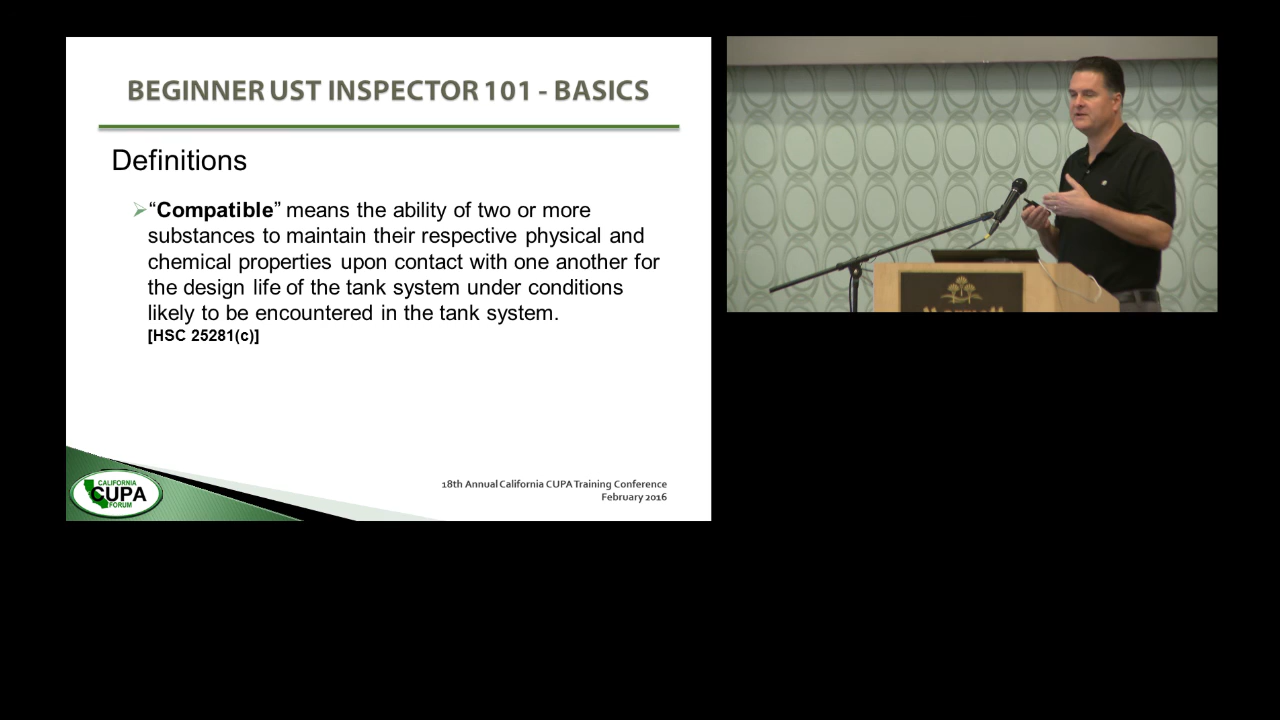 BEGINNER UST INSPECTOR 101 - BASICS
Definitions
“Compatible” means the ability of two or more
substances to maintain their respective physical and
chemical properties upon contact with one another for
the design life of the tank system under conditions
likely to be encountered in the tank system.
[HSC 25281(c)]
CALIFORNIA
CUPA
FORUM
18th Annual California CUPA Training Conference
February 2016